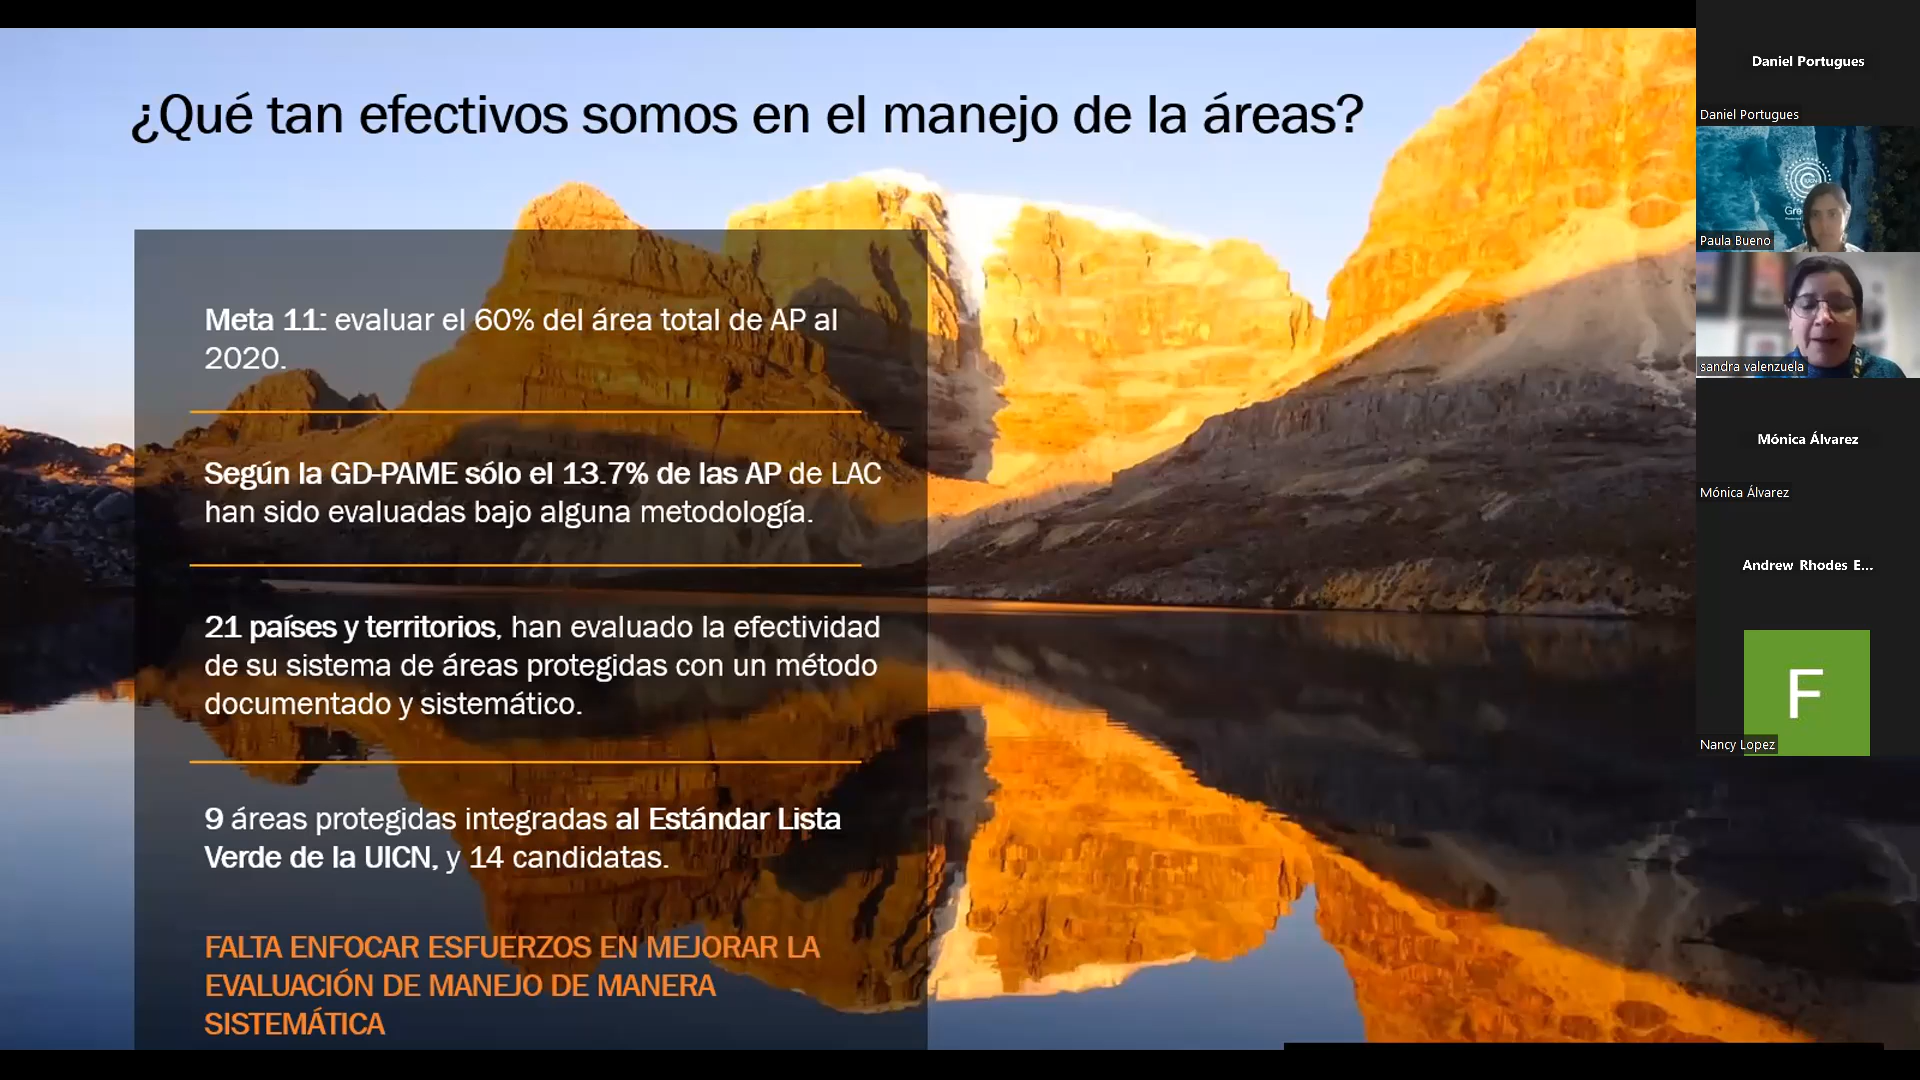 ¿Qué tan efectivos somos en el manejo de la áreas?
Meta 11: evaluar el 60% del área total de AP al
2020.
Según la GD-PAME sólo el 13.7% de las AP de LAC
han sido evaluadas bajo alguna metodología.
21 países y territorios, han evaluado la efectividad
de su sistema de áreas protegidas con un método
documentado y sistemático.
9 áreas protegidas integradas al Estándar Lista
Verde de la UICN, y 14 candidatas.
FALTA ENFOCAR ESFUERZOS EN MEJORAR LA
EVALUACIÓN DE MANEJO DE MANERA
SISTEMÁTICA
Daniel Portugues
Daniel Portugues
Gre
Paula Bueno
sandra valenzuela
Mónica Álvarez
Mónica Álvarez
Andrew Rhodes E...
F
Nancy Lopez